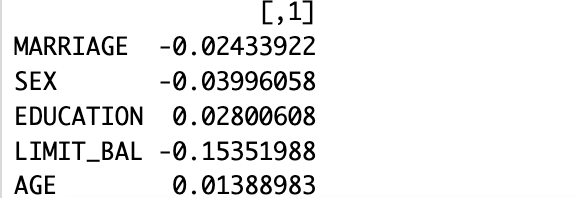 [,1]
MARRIAGE -0.02433922
SEX -0.03996058
EDUCATION 0.02800608
LIMIT_BAL -0.15351988
AGE 0.01388983